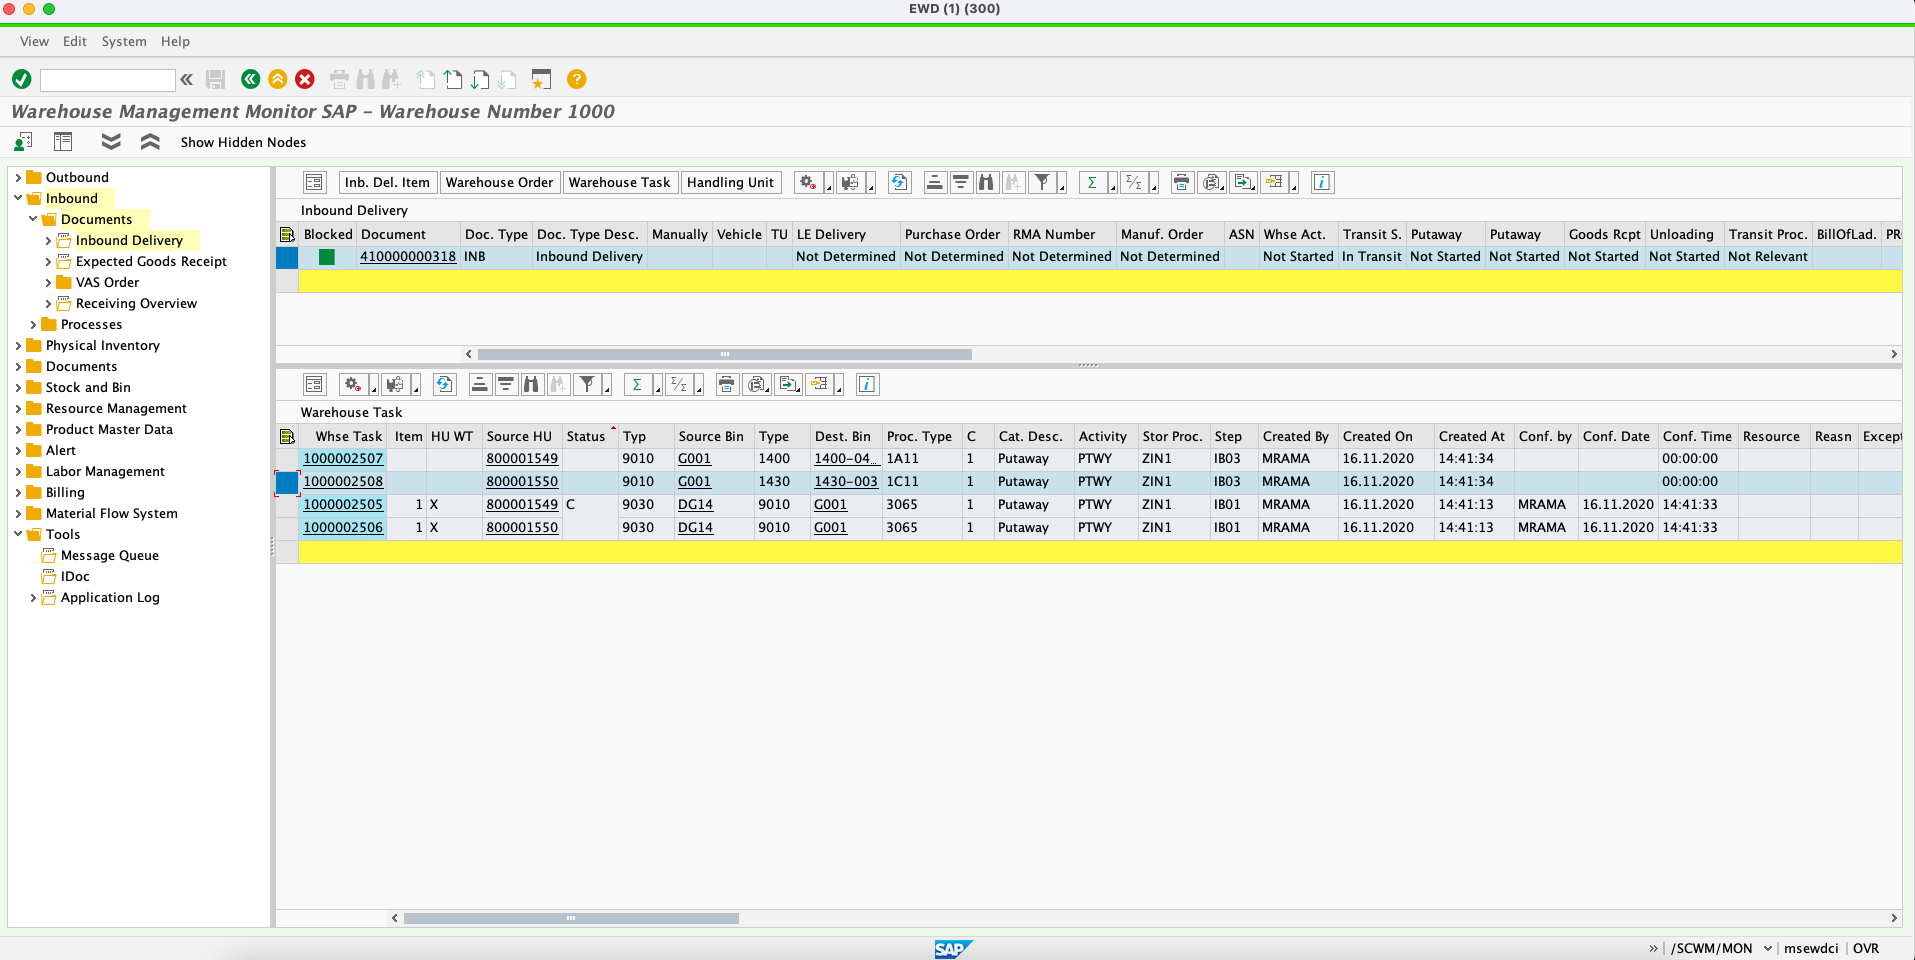 EWD (1) (300)
View Edit System Help
Warehouse Management Monitor SAP - Warehouse Number 1000
Show Hidden Nodes
Outbound
Inbound
Documents
Inbound Delivery
Expected Goods Receipt
VAS Order
Receiving Overview
Processes
Physical Inventory
Documents
Stock and Bin
Resource Management
Product Master Data
Alert
Labor Management
Billing
Material Flow System
Tools
Message Queue
IDoc
Application Log
Inb. Del. Item Warehouse Order Warehouse Task Handling Unit
Inbound Delivery
Blocked Document Doc. Type Doc. Type Desc. Manually Vehicle TU LE Delivery Purchase Order RMA Number Manuf. Order ASN Whse Act. Transit S. Putaway Putaway Goods Rcpt Unloading Transit Proc. BillOfLad. PR
410000000318 INB Inbound Delivery Not Determined Not Determined Not Determined Not Determined Not Started In Transit Not Started Not Started Not Started Not Started Not Relevant
Warehouse Task
Whse Task Item HU WT Source HU Status Typ Source Bin Type Dest. Bin Proc. Type C Cat. Desc. Activity Stor Proc. Step Created By Created On Created At Conf. by Conf. Date Conf. Time Resource Reasn Except
1000002507 800001549 9010 G001 1400 1400-04... 1A11 1 Putaway PTWY ZIN1 IB03 MRAMA 16.11.2020 14:41:34 00:00:00
1000002508 800001550 9010 G001 1430 1430-003 1C11 1 Putaway PTWY ZIN1 IB03 MRAMA 16.11.2020 14:41:34 00:00:00
1000002505 1 X 800001549 C 9030 DG14 9010 G001 3065 1 Putaway PTWY ZIN1 IB01 MRAMA 16.11.2020 14:41:13 MRAMA 16.11.2020 14:41:33
1000002506 1 X 800001550 9030 DG14 9010 G001 3065 1 Putaway PTWY ZIN1 IB01 MRAMA 16.11.2020 14:41:13 MRAMA 16.11.2020 14:41:33
SAP
/SCWM/MON msewdci OVR